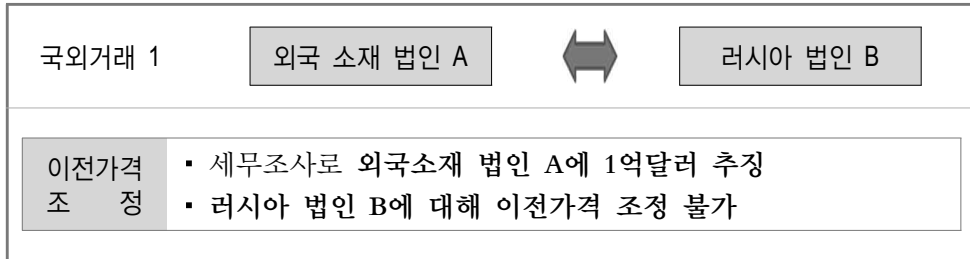 국외거래 1 외국 소재 법인 A 러시아 법인 B
이전가격 ▪ 세무조사로 외국소재 법인 A에 1억달러 추징
조 정 ▪ 러시아 법인 B에 대해 이전가격 조정 불가